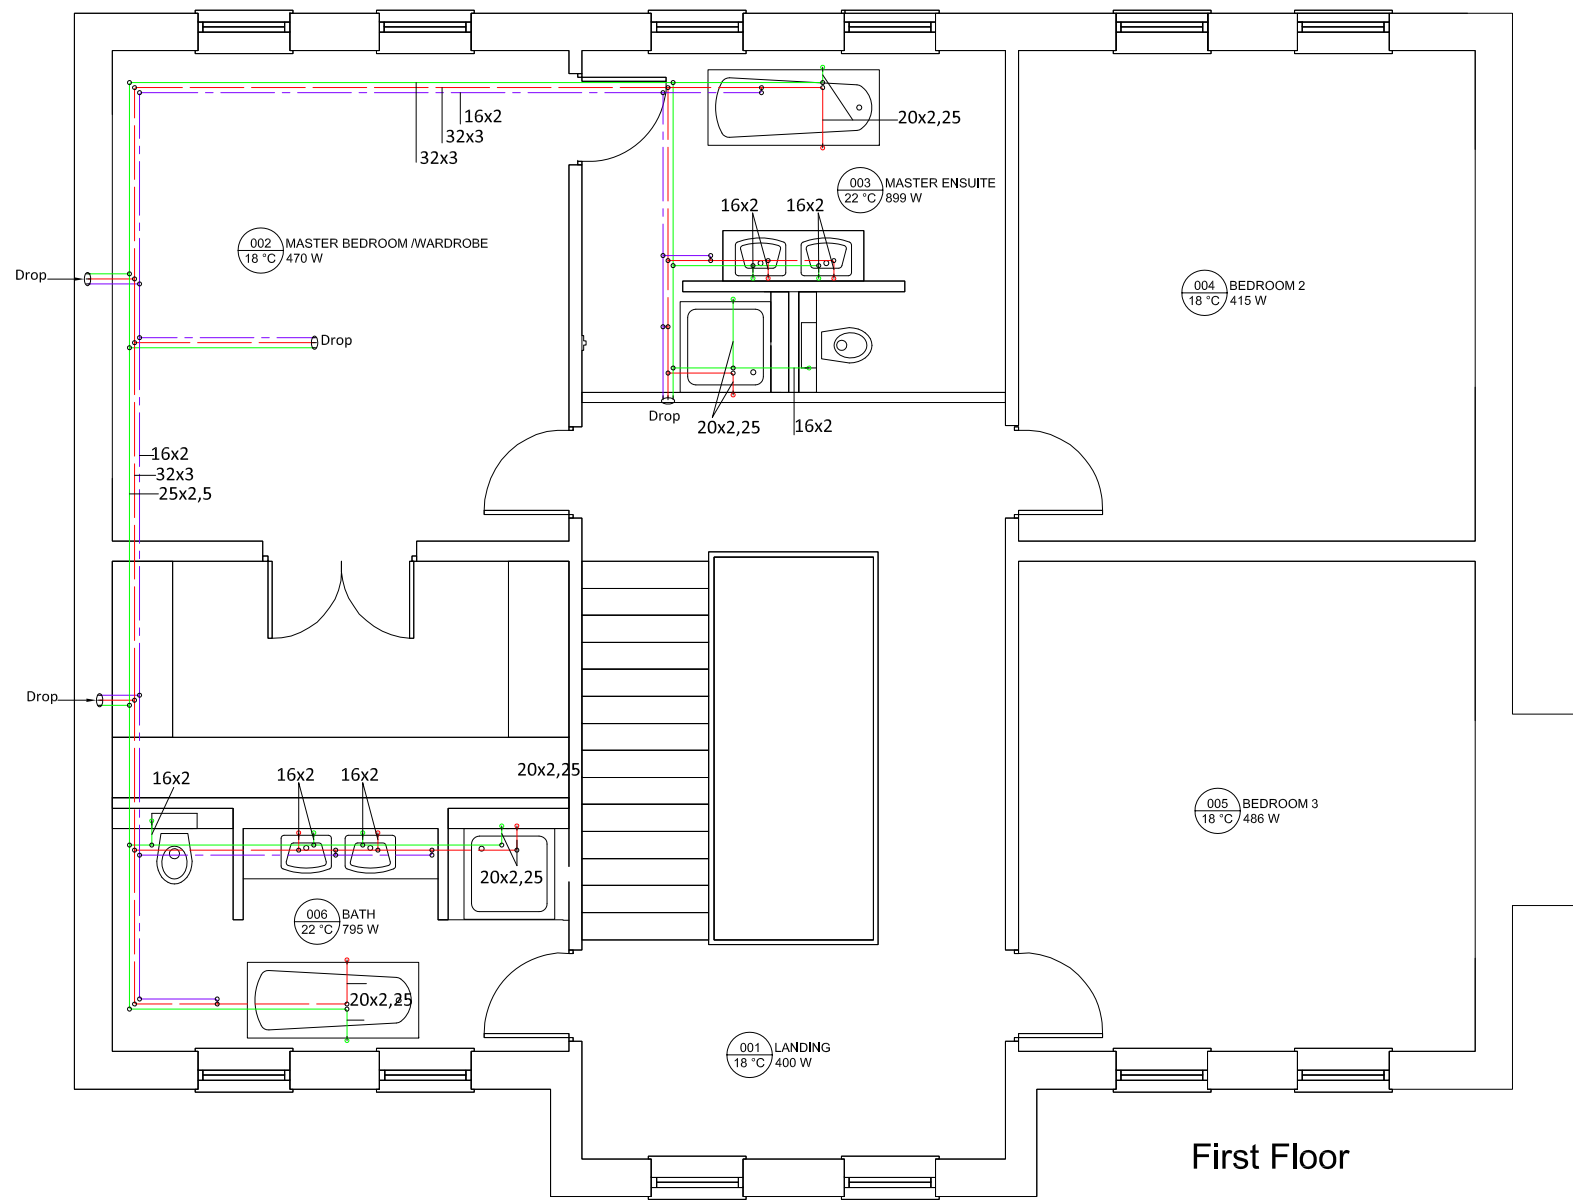 16x2
32x3
32x3
20x2,25
003
22 °C
MASTER ENSUITE
899 W
16x2
16x2
002
18 °C
MASTER BEDROOM /WARDROBE
470 W
Drop
004
18 °C
BEDROOM 2
415 W
Drop
Drop
20x2,25
16x2
16x2
32x3
25x2,5
Drop
20x2,25
16x2
16x2
16x2
005
18 °C
BEDROOM 3
486 W
20x2,25
006
22 °C
BATH
795 W
20x2,25
001
18 °C
LANDING
400 W
First Floor